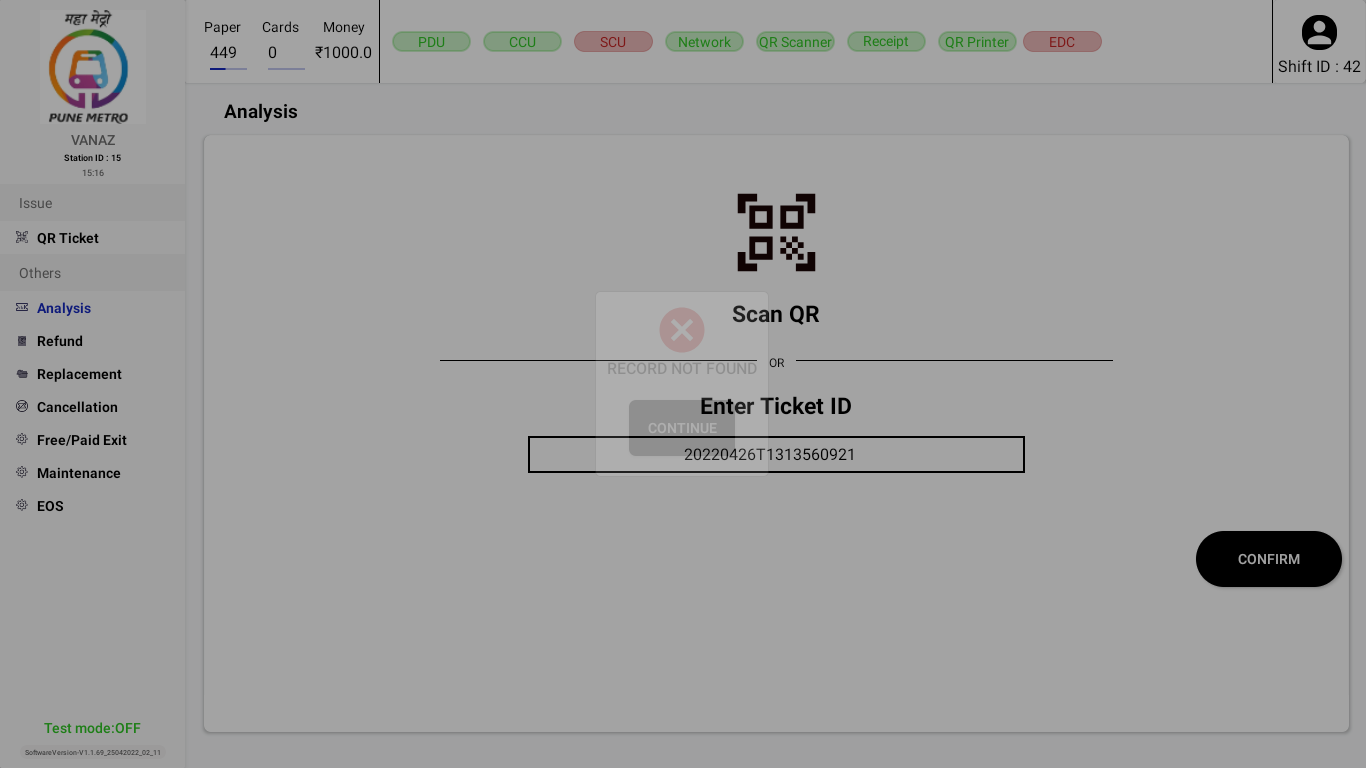 महा मेट्रो
PUNE METRO
VANAZ
Station ID : 15
15:16
Issue
QR Ticket
Others
Analysis
Refund
Replacement
Cancellation
Free/Paid Exit
Maintenance
EOS
Test mode:OFF
SoftwareVersion-V1.1.69_25042022_02_11
Paper Cards Money
449 0 ₹1000.0
PDU CCU SCU Network QR Scanner Receipt QR Printer EDC
Shift ID : 42
Analysis
Scan QR
OR
RECORD NOT FOUND
Enter Ticket ID
CONTINUE
20220426T1313560921
CONFIRM